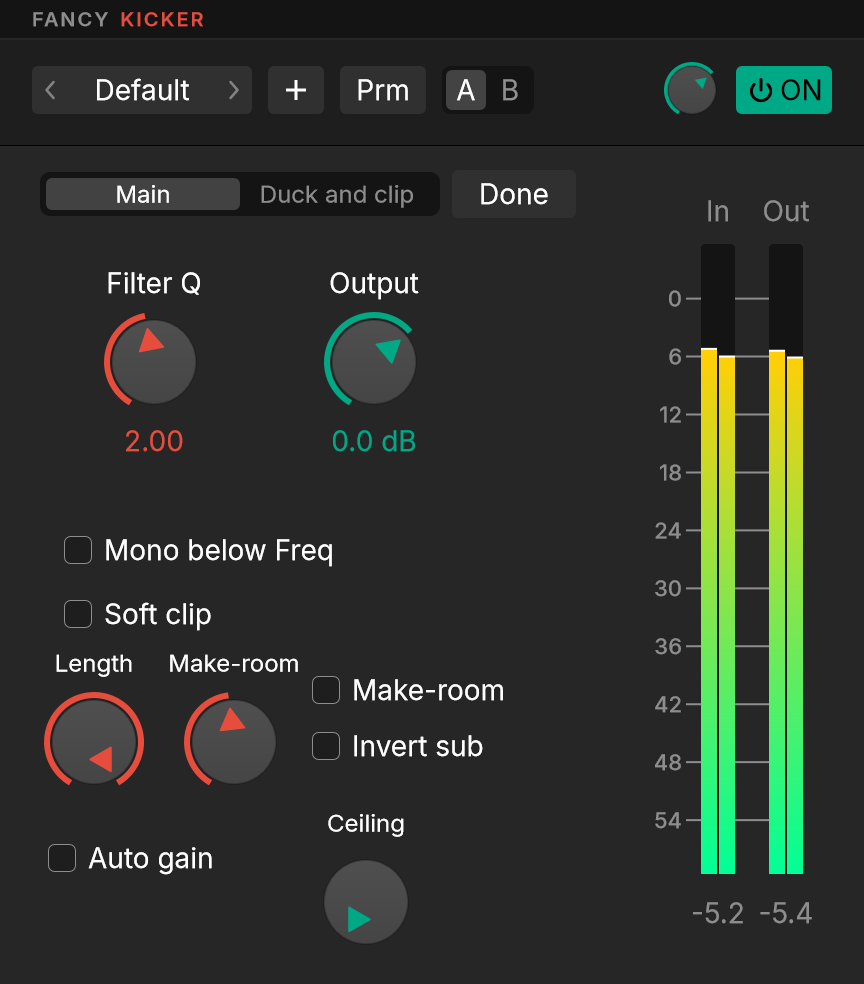 FANCY KICKER
Default + Prm A B ON
Main Duck and clip Done
In Out
Filter Q Output
0
6
12
18
24
30
36
42
48
54
2.00 0.0 dB
Mono below Freq
Soft clip
Length Make-room
Make-room
Invert sub
Ceiling
Auto gain
-5.2 -5.4